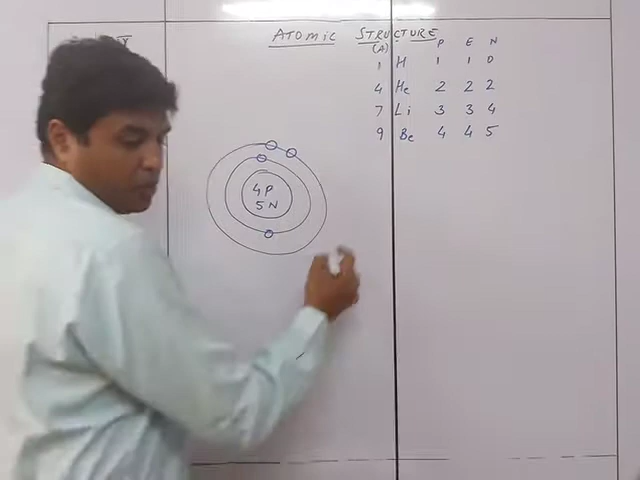 ATOMIC STRUCTURE
(A) P E N
1 H 1 1 0
4 He 2 2 2
7 Li 3 3 4
9 Be 4 4 5
4P
5N